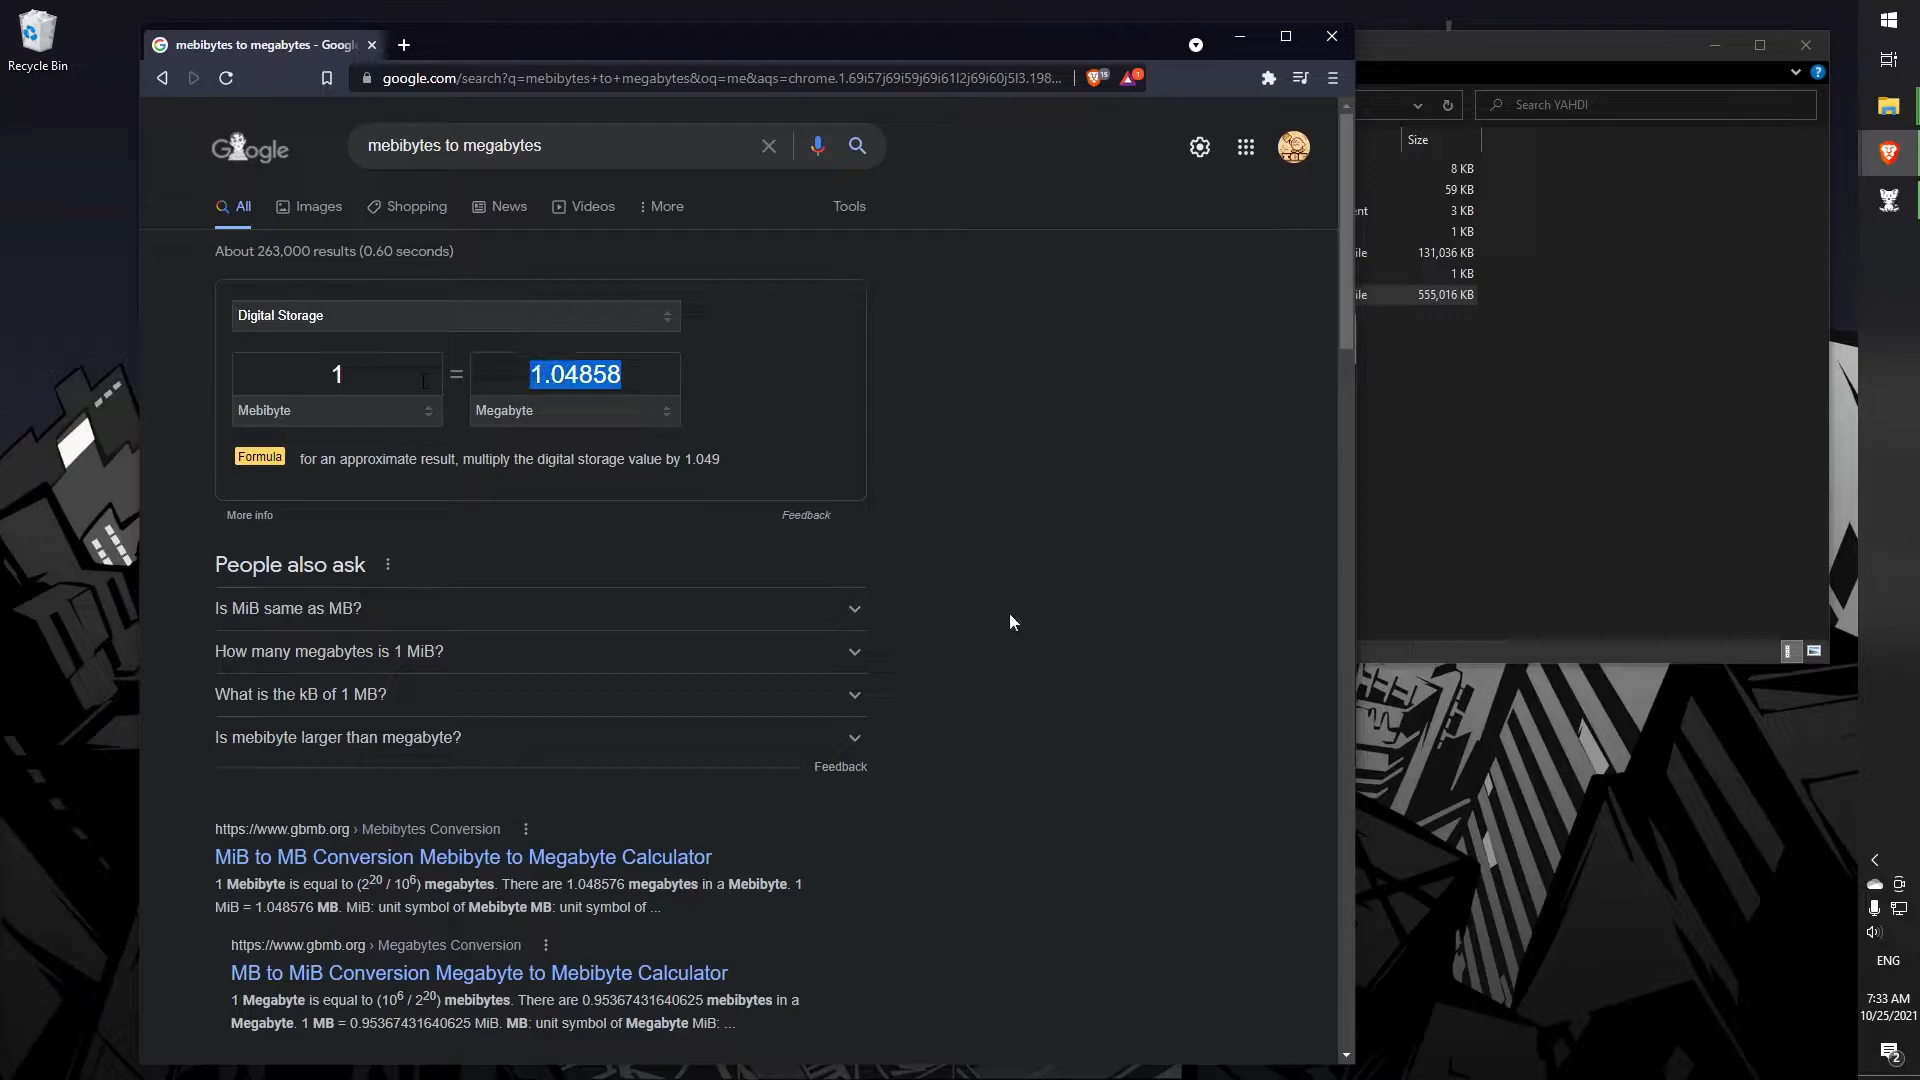 Recycle Bin
mebibytes to megabytes - Googl
google.com/search?q=mebibytes+to+megabytes&oq=me&aqs=chrome.1.69i57j69i59j69i61l2j69i60j5l3.198...
15
1
Google
mebibytes to megabytes
All
Images
Shopping
News
Videos
More
Tools
About 263,000 results (0.60 seconds)
Digital Storage
1
=
1.04858
Mebibyte
Megabyte
Formula
for an approximate result, multiply the digital storage value by 1.049
More info
Feedback
People also ask
Is MiB same as MB?
How many megabytes is 1 MiB?
What is the kB of 1 MB?
Is mebibyte larger than megabyte?
Feedback
https://www.gbmb.org › Mebibytes Conversion
MiB to MB Conversion Mebibyte to Megabyte Calculator
1 Mebibyte is equal to (2^20 / 10^6) megabytes. There are 1.048576 megabytes in a Mebibyte. 1
MiB = 1.048576 MB. MiB: unit symbol of Mebibyte MB: unit symbol of ...
https://www.gbmb.org › Megabytes Conversion
MB to MiB Conversion Megabyte to Mebibyte Calculator
1 Megabyte is equal to (10^6 / 2^20) mebibytes. There are 0.95367431640625 mebibytes in a
Megabyte. 1 MB = 0.95367431640625 MiB. MB: unit symbol of Megabyte MiB: ...
Search YAHDI
Size
8 KB
59 KB
ent 3 KB
1 KB
ile 131,036 KB
1 KB
ile 555,016 KB
ENG
7:33 AM
10/25/2021
2